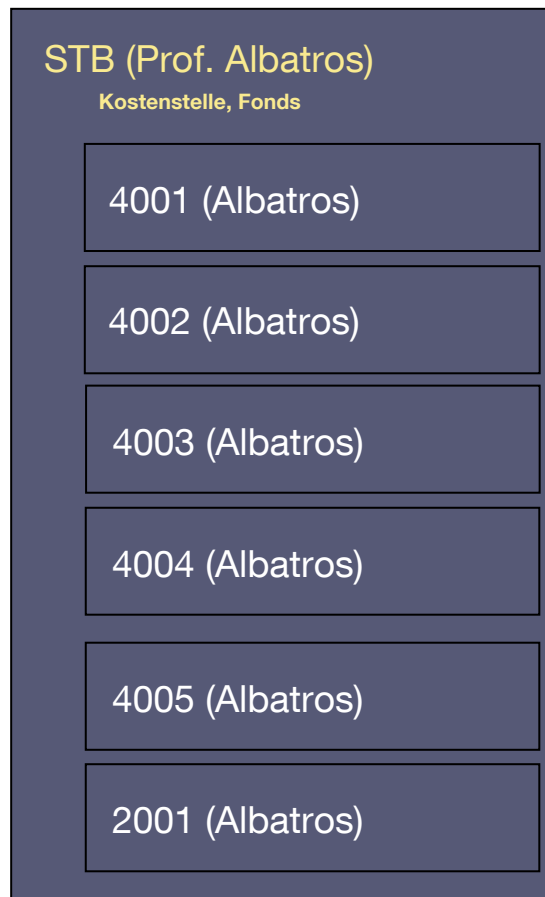 STB (Prof. Albatros)
Kostenstelle, Fonds
4001 (Albatros)
4002 (Albatros)
4003 (Albatros)
4004 (Albatros)
4005 (Albatros)
2001 (Albatros)